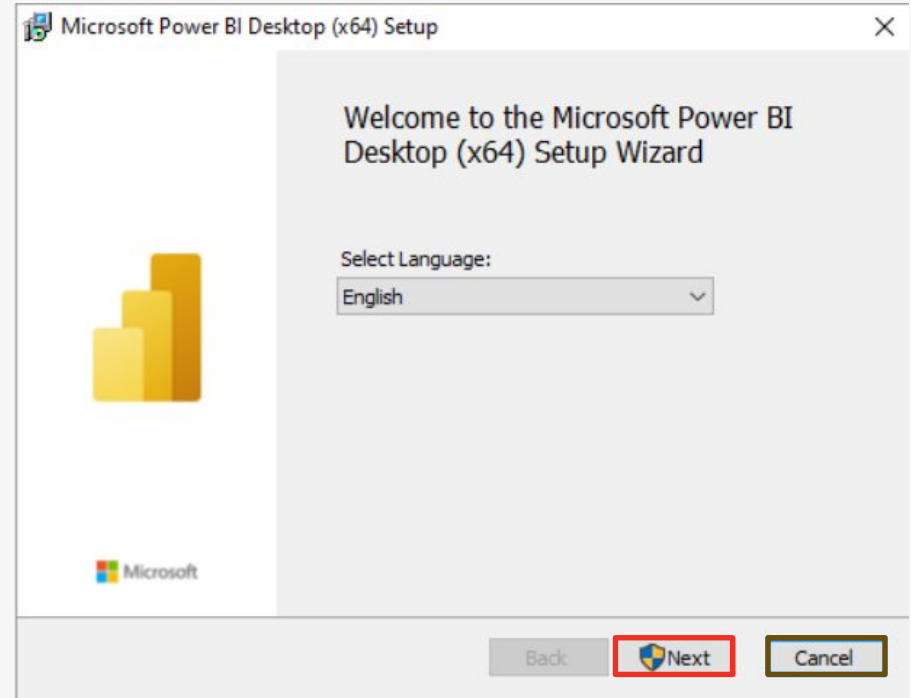 Microsoft Power BI Desktop (x64) Setup
Welcome to the Microsoft Power BI
Desktop (x64) Setup Wizard
Select Language:
English
Microsoft
Back
Next
Cancel